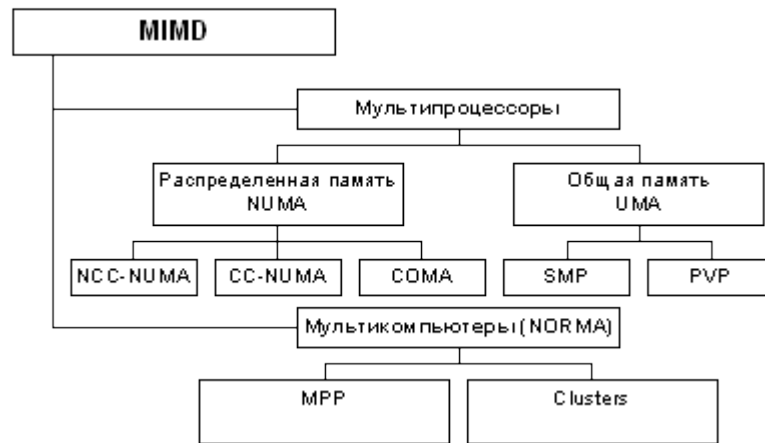 MIMD
Мультипроцессоры
Распределенная память
NUMA
Общая память
UMA
NCC-NUMA
CC-NUMA
COMA
SMP
PVP
Мультикомпьютеры (NORMA)
MPP
Clusters